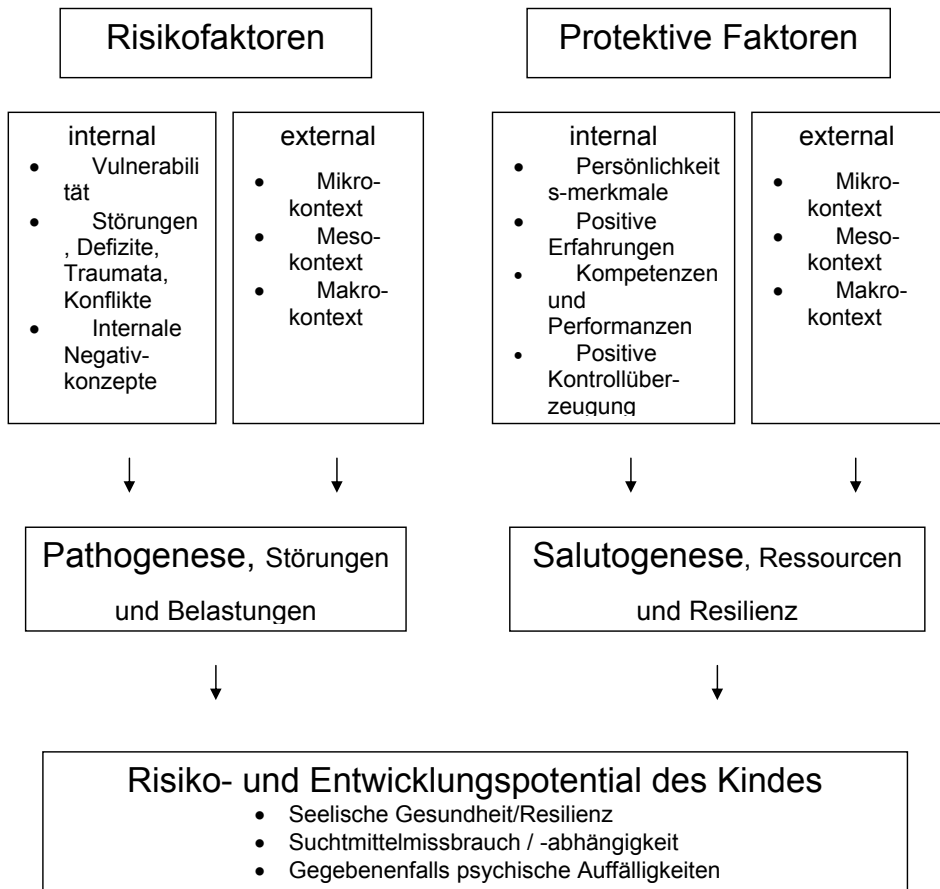 Risikofaktoren
Protektive Faktoren
internal
• Vulnerabili
tät
• Störungen
, Defizite,
Traumata,
Konflikte
• Internale
Negativ-
konzepte
external
• Mikro-
kontext
• Meso-
kontext
• Makro-
kontext
internal
• Persönlichkeit
s-merkmale
• Positive
Erfahrungen
• Kompetenzen
und
Performanzen
• Positive
Kontrollüber-
zeugung
external
• Mikro-
kontext
• Meso-
kontext
• Makro-
kontext
Pathogenese, Störungen
und Belastungen
Salutogenese, Ressourcen
und Resilienz
Risiko- und Entwicklungspotential des Kindes
• Seelische Gesundheit/Resilienz
• Suchtmittelmissbrauch / -abhängigkeit
• Gegebenenfalls psychische Auffälligkeiten